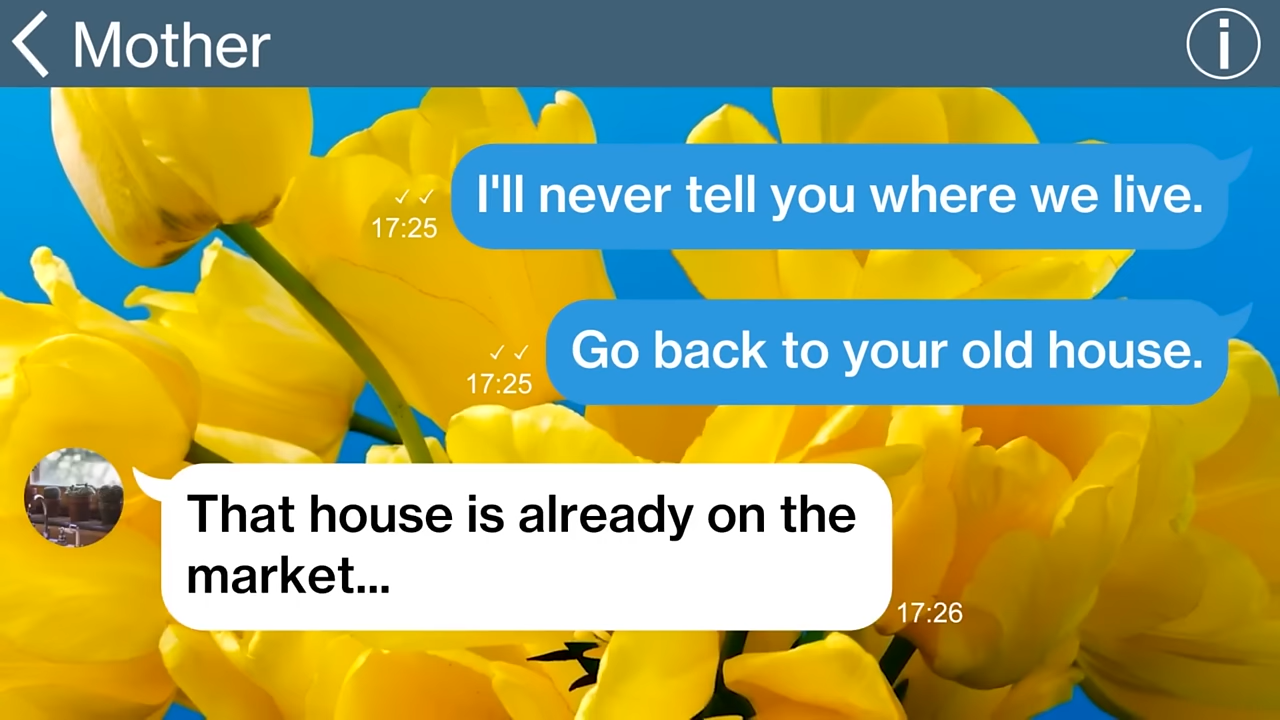 Mother
I'll never tell you where we live.
✓✓
17:25
Go back to your old house.
✓✓
17:25
That house is already on the
market...
17:26